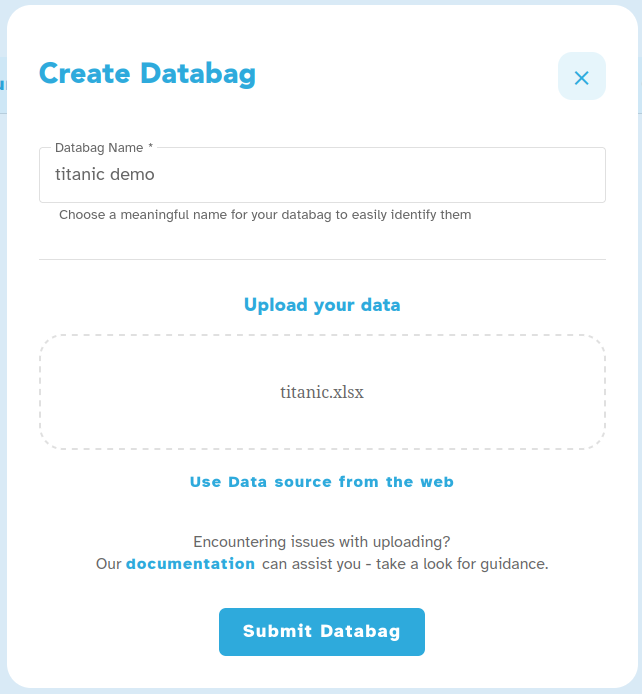 Create Databag
Databag Name *
titanic demo
Choose a meaningful name for your databag to easily identify them
Upload your data
titanic.xlsx
Use Data source from the web
Encountering issues with uploading?
Our documentation can assist you - take a look for guidance.
Submit Databag